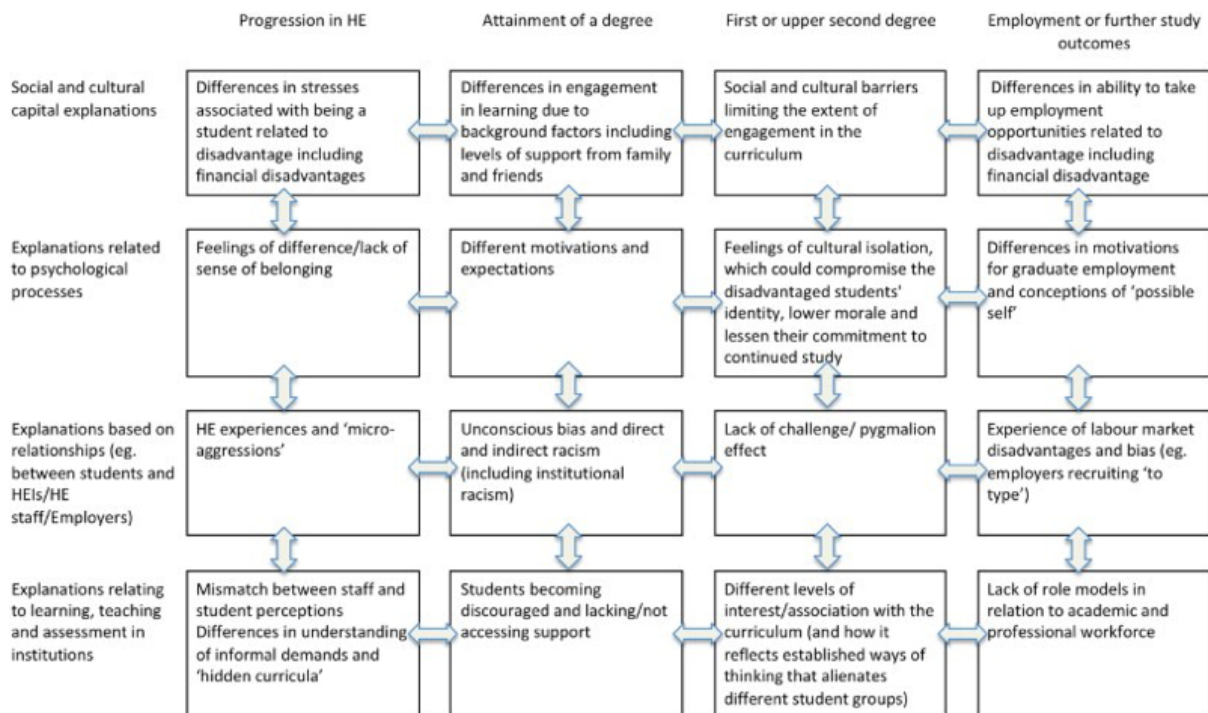 Progression in HE
Attainment of a degree
First or upper second degree
Employment or further study
outcomes
Social and cultural
capital explanations
Differences in stresses
associated with being a
student related to
disadvantage including
financial disadvantages
Differences in engagement
in learning due to
background factors including
levels of support from family
and friends
Social and cultural barriers
limiting the extent of
engagement in the
curriculum
Differences in ability to take
up employment
opportunities related to
disadvantage including
financial disadvantage
Explanations related
to psychological
processes
Feelings of difference/lack of
sense of belonging
Different motivations and
expectations
Feelings of cultural isolation,
which could compromise the
disadvantaged students'
identity, lower morale and
lessen their commitment to
continued study
Differences in motivations
for graduate employment
and conceptions of ‘possible
self’
Explanations based on
relationships (eg.
between students and
HEIs/HE
staff/Employers)
HE experiences and ‘micro-
aggressions’
Unconscious bias and direct
and indirect racism
(including institutional
racism)
Lack of challenge/ pygmalion
effect
Experience of labour market
disadvantages and bias (eg.
employers recruiting ‘to
type’)
Explanations relating
to learning, teaching
and assessment in
institutions
Mismatch between staff and
student perceptions
Differences in understanding
of informal demands and
‘hidden curricula’
Students becoming
discouraged and lacking/not
accessing support
Different levels of
interest/association with the
curriculum (and how it
reflects established ways of
thinking that alienates
different student groups)
Lack of role models in
relation to academic and
professional workforce